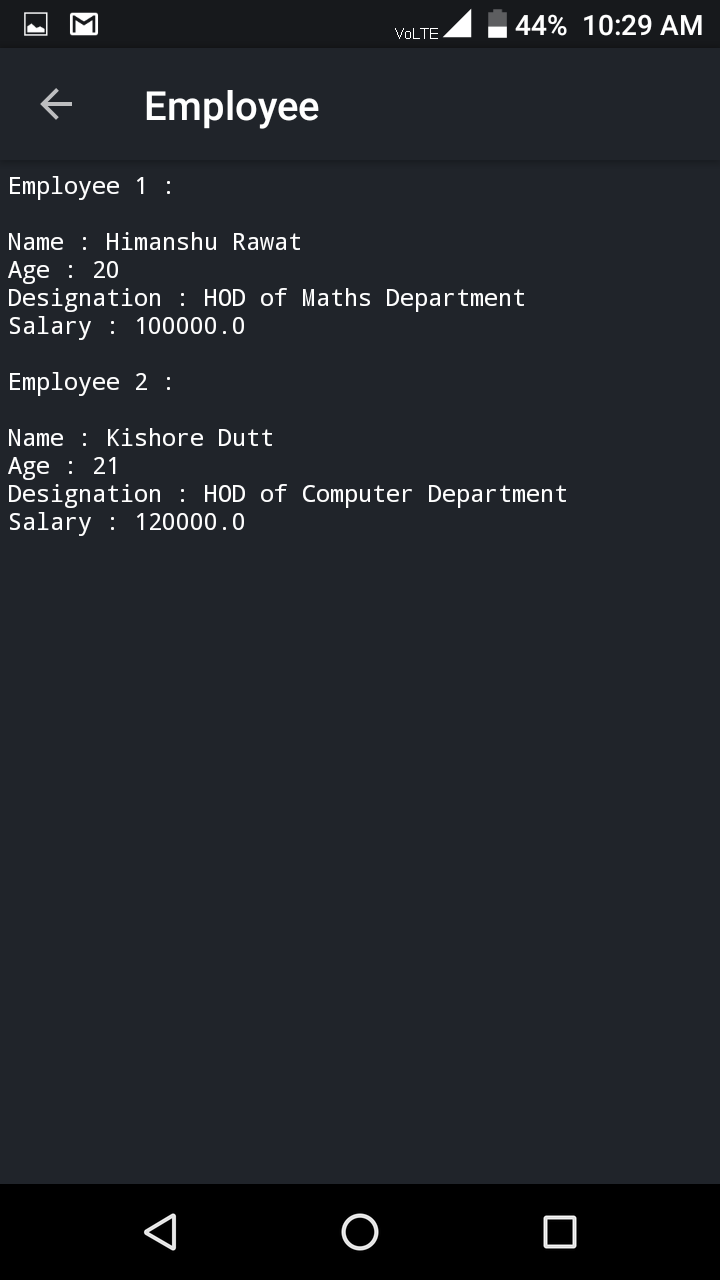 VoLTE 44% 10:29 AM
Employee
Employee 1 :
Name : Himanshu Rawat
Age : 20
Designation : HOD of Maths Department
Salary : 100000.0
Employee 2 :
Name : Kishore Dutt
Age : 21
Designation : HOD of Computer Department
Salary : 120000.0